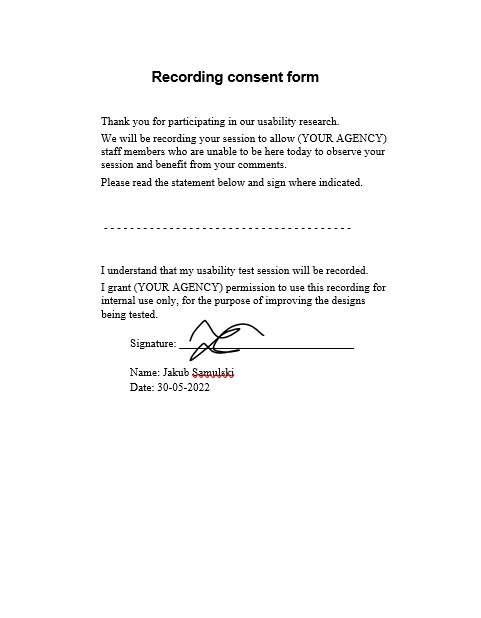 Recording consent form
Thank you for participating in our usability research.
We will be recording your session to allow (YOUR AGENCY)
staff members who are unable to be here today to observe your
session and benefit from your comments.
Please read the statement below and sign where indicated.
- - - - - - - - - - - - - - - - - - - - - - - - - - - - - - - - - - - - - -
I understand that my usability test session will be recorded.
I grant (YOUR AGENCY) permission to use this recording for
internal use only, for the purpose of improving the designs
being tested.
Signature:
Name: Jakub Samulski
Date: 30-05-2022